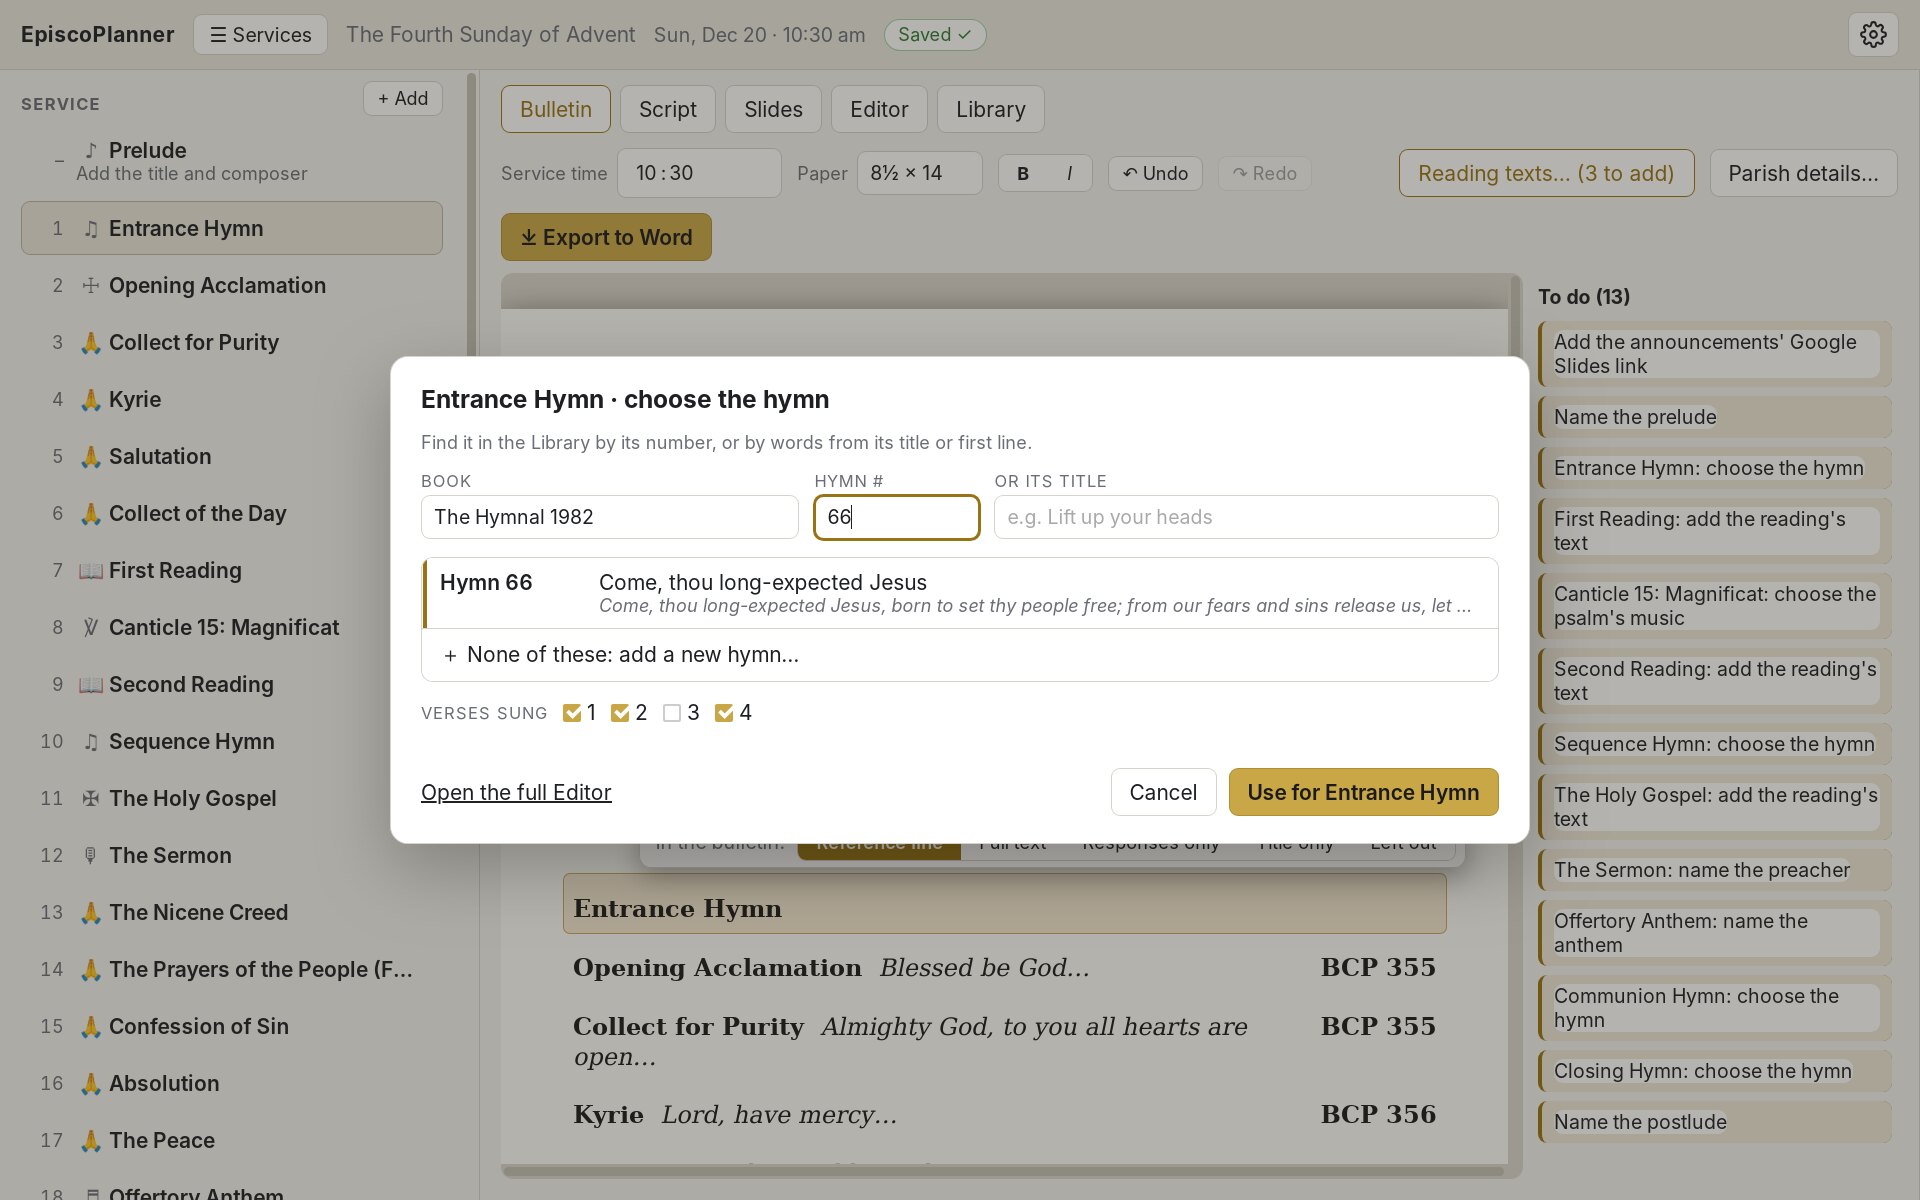 EpiscoPlanner
☰ Services
The Fourth Sunday of Advent
Sun, Dec 20 · 10:30 am
Saved ✓
SERVICE
+ Add
– ♪ Prelude
Add the title and composer
1 ♫ Entrance Hymn
2 ☩ Opening Acclamation
3 🙏 Collect for Purity
4 🙏 Kyrie
5 🙏 Salutation
6 🙏 Collect of the Day
7 📖 First Reading
8 ℣ Canticle 15: Magnificat
9 📖 Second Reading
10 ♫ Sequence Hymn
11 ✠ The Holy Gospel
12 🎙 The Sermon
13 🙏 The Nicene Creed
14 🙏 The Prayers of the People (F...
15 🙏 Confession of Sin
16 🙏 Absolution
17 🙏 The Peace
18 Offertory Anthem
Bulletin
Script
Slides
Editor
Library
Service time 10:30
Paper 8½ × 14
B I
↶ Undo
↷ Redo
Reading texts... (3 to add)
Parish details...
Export to Word
Entrance Hymn · choose the hymn
Find it in the Library by its number, or by words from its title or first line.
BOOK HYMN # OR ITS TITLE
The Hymnal 1982 66 e.g. Lift up your heads
Hymn 66 Come, thou long-expected Jesus
Come, thou long-expected Jesus, born to set thy people free; from our fears and sins release us, let ...
+ None of these: add a new hymn...
VERSES SUNG 1 2 3 4
Open the full Editor
Cancel
Use for Entrance Hymn
In the bulletin: Reference line Full text Responses only Title only Left out
Entrance Hymn
Opening Acclamation Blessed be God... BCP 355
Collect for Purity Almighty God, to you all hearts are BCP 355
open...
Kyrie Lord, have mercy... BCP 356
To do (13)
Add the announcements' Google
Slides link
Name the prelude
Entrance Hymn: choose the hymn
First Reading: add the reading's
text
Canticle 15: Magnificat: choose the
psalm's music
Second Reading: add the reading's
text
Sequence Hymn: choose the hymn
The Holy Gospel: add the reading's
text
The Sermon: name the preacher
Offertory Anthem: name the
anthem
Communion Hymn: choose the
hymn
Closing Hymn: choose the hymn
Name the postlude